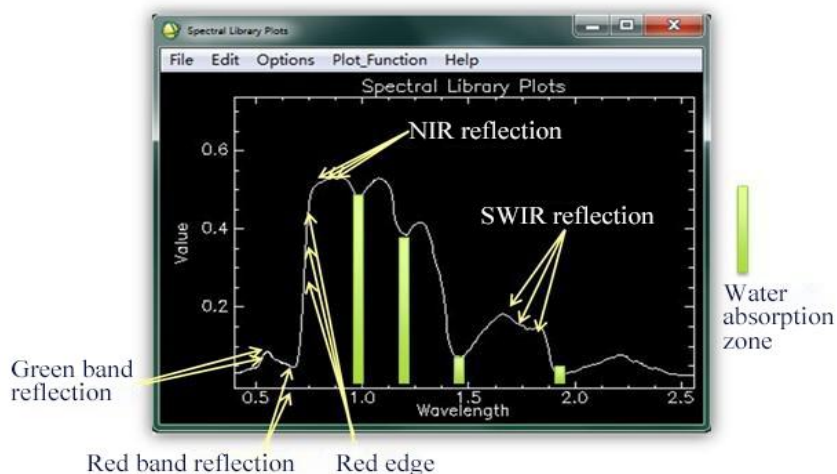 Spectral Library Plots
File Edit Options Plot_Function Help
Spectral Library Plots
NIR reflection
SWIR reflection
Value
0.6
0.4
0.2
0.5 1.0 1.5 2.0 2.5
Wavelength
Water
absorption
zone
Green band
reflection
Red band reflection
Red edge